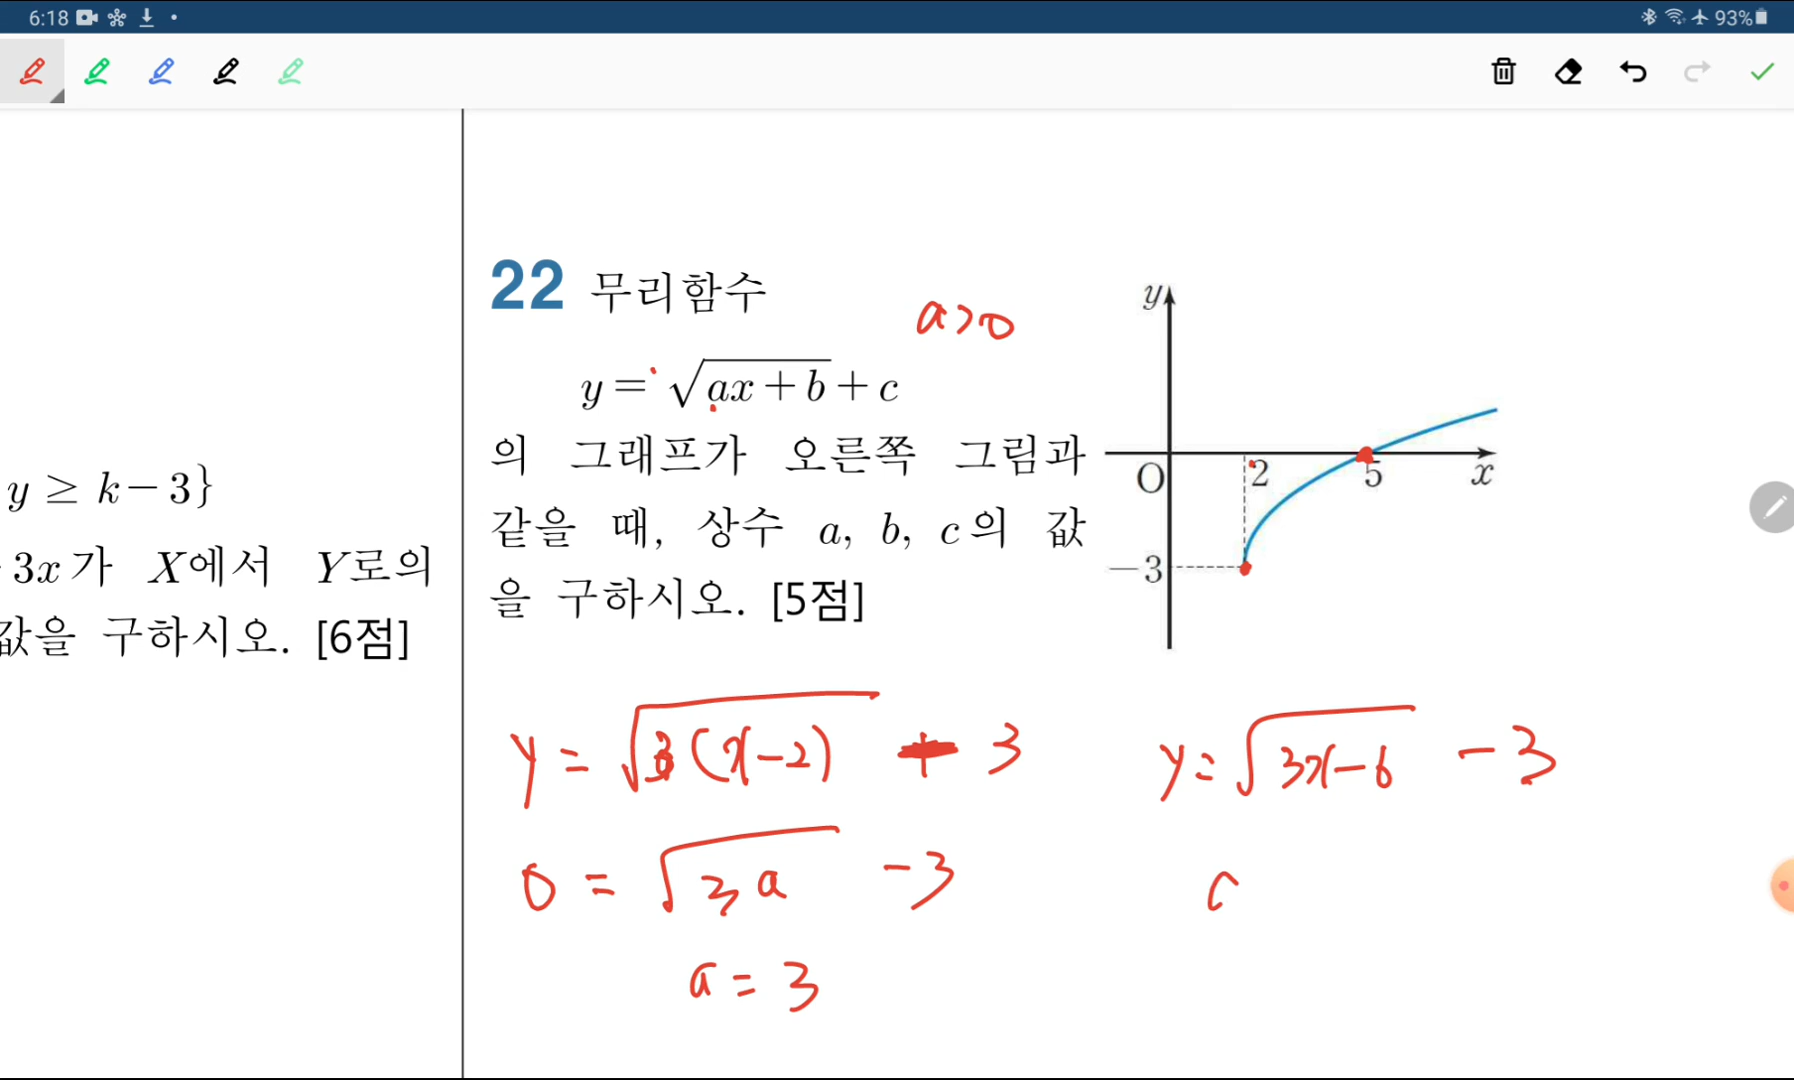 6:18
93%
y ≥ k−3}
3x가 X에서 Y로의
값을 구하시오. [6점]
22 무리함수
a>0
y = √(ax+b) + c
의 그래프가 오른쪽 그림과
같을 때, 상수 a, b, c의 값
을 구하시오. [5점]
y
O
2
5
x
−3
y = √(3(x−2)) − 3
y = √(3x−6) − 3
0 = √(3a) − 3
a = 3